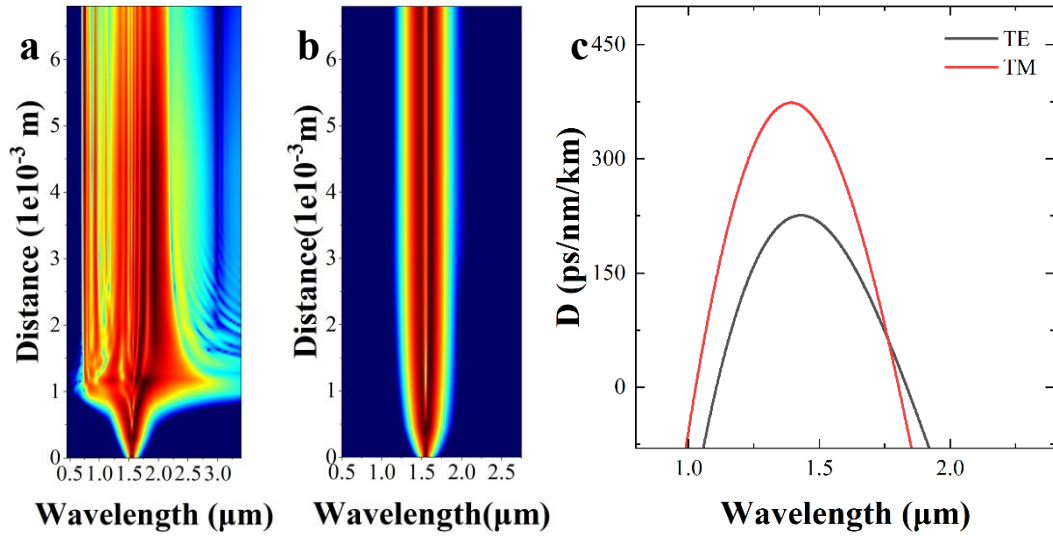 a
Distance (1e10⁻³ m)
6
5
4
3
2
1
0
0.5 1.0 1.5 2.0 2.5 3.0
Wavelength (μm)
b
Distance(1e10⁻³m)
6
5
4
3
2
1
0
0.5 1.0 1.5 2.0 2.5
Wavelength(μm)
c
TE
TM
D (ps/nm/km)
450
300
150
0
1.0 1.5 2.0
Wavelength (μm)